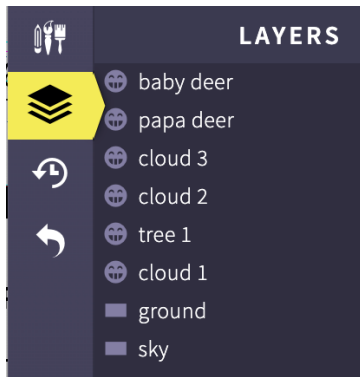 LAYERS
baby deer
papa deer
cloud 3
cloud 2
tree 1
cloud 1
ground
sky